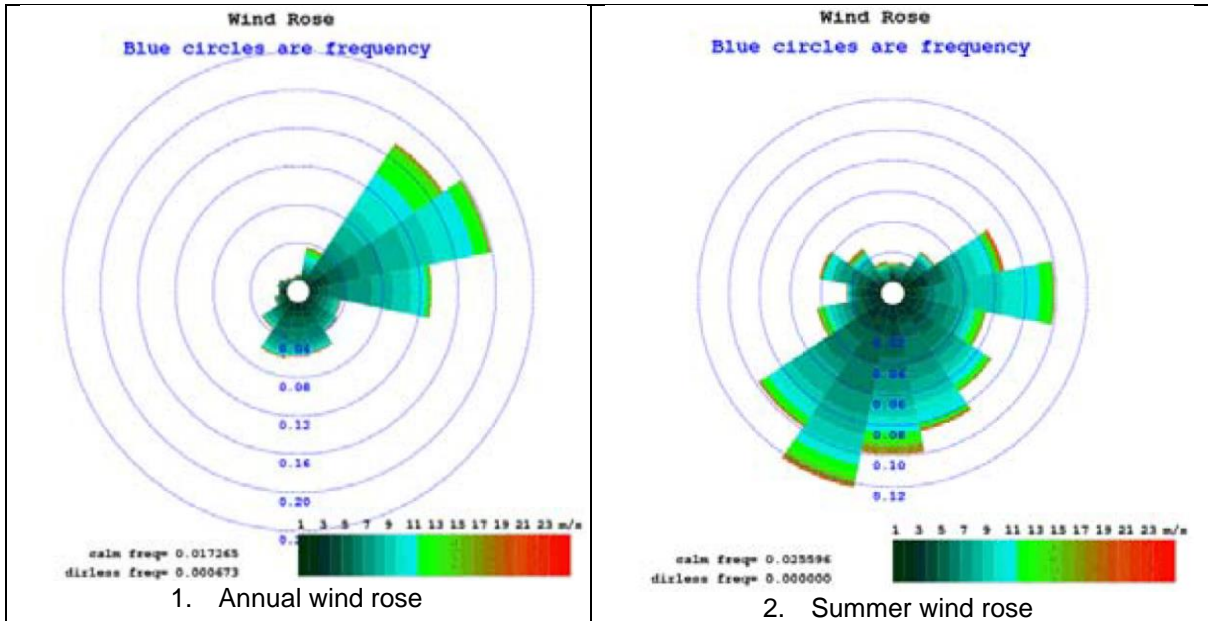 Wind Rose
Blue circles are frequency
0.04
0.08
0.12
0.16
0.20
1 3 5 7 9 11 13 15 17 19 21 23 m/s
calm freq= 0.017265
dirless freq= 0.000673
1. Annual wind rose
Wind Rose
Blue circles are frequency
0.02
0.06
0.08
0.10
0.12
1 3 5 7 9 11 13 15 17 19 21 23 m/s
calm freq= 0.025596
dirless freq= 0.000000
2. Summer wind rose